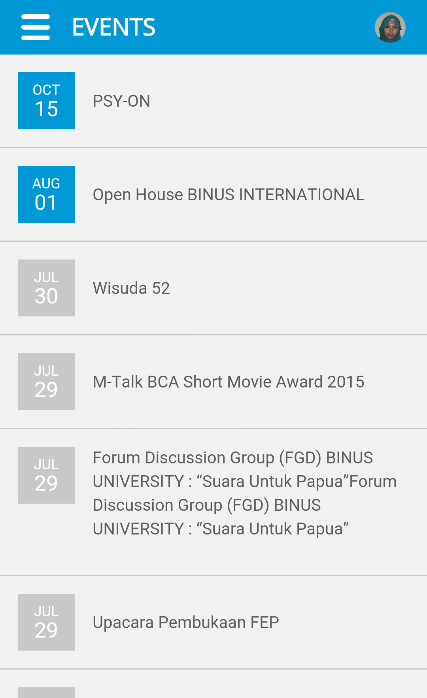 EVENTS
OCT
15
PSY-ON
AUG
01
Open House BINUS INTERNATIONAL
JUL
30
Wisuda 52
JUL
29
M-Talk BCA Short Movie Award 2015
JUL
29
Forum Discussion Group (FGD) BINUS
UNIVERSITY : “Suara Untuk Papua”Forum
Discussion Group (FGD) BINUS
UNIVERSITY : “Suara Untuk Papua”
JUL
29
Upacara Pembukaan FEP